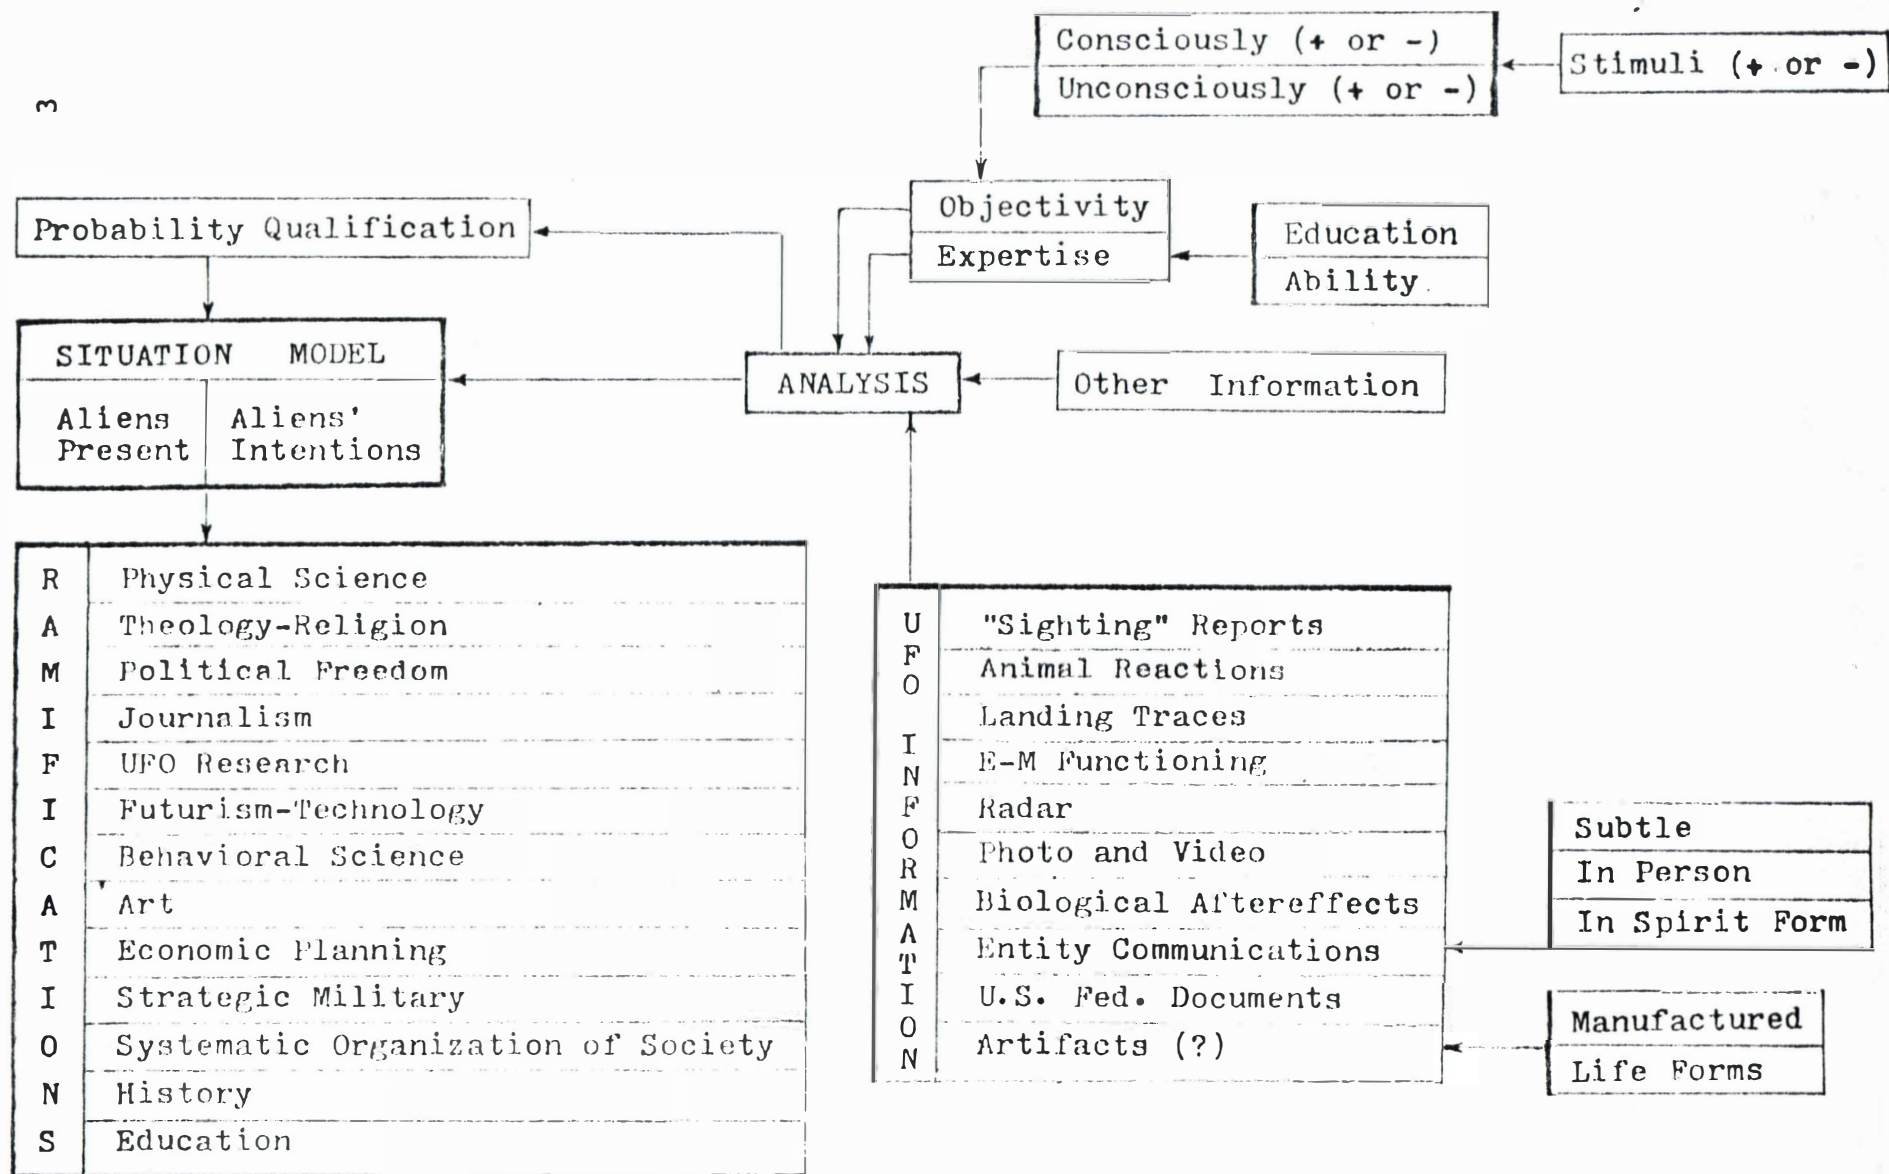 3
Consciously (+ or -)
Unconsciously (+ or -)
Stimuli (+ or -)
Probability Qualification
Objectivity
Expertise
Education
Ability
SITUATION MODEL
Aliens Present
Aliens' Intentions
ANALYSIS
Other Information
RAMIFICATIONS
Physical Science
Theology-Religion
Political Freedom
Journalism
UFO Research
Futurism-Technology
Behavioral Science
Art
Economic Planning
Strategic Military
Systematic Organization of Society
History
Education
UFO INFORMATION
"Sighting" Reports
Animal Reactions
Landing Traces
E-M Functioning
Radar
Photo and Video
Biological Aftereffects
Entity Communications
U.S. Fed. Documents
Artifacts (?)
Subtle
In Person
In Spirit Form
Manufactured
Life Forms